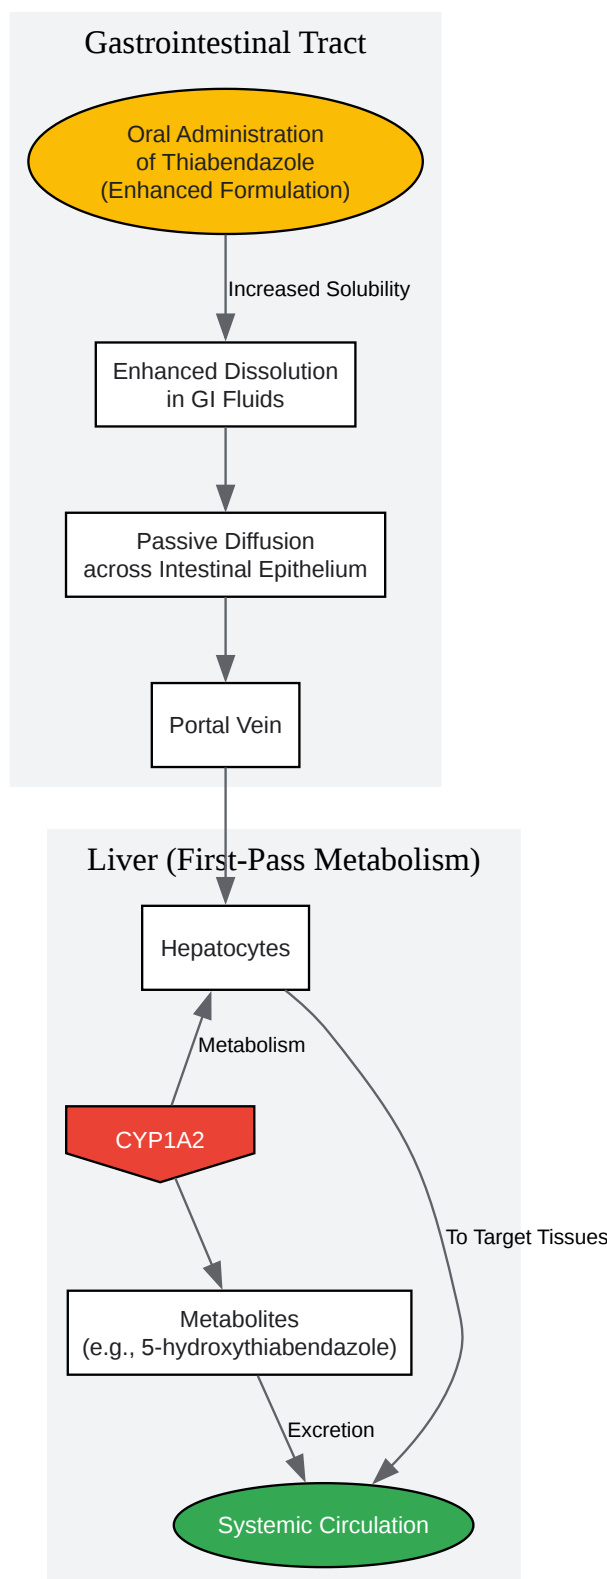 Gastrointestinal Tract
Oral Administration
of Thiabendazole
(Enhanced Formulation)
Increased Solubility
Enhanced Dissolution
in GI Fluids
Passive Diffusion
across Intestinal Epithelium
Portal Vein
Liver (First-Pass Metabolism)
Hepatocytes
Metabolism
CYP1A2
To Target Tissues
Metabolites
(e.g., 5-hydroxythiabendazole)
Excretion
Systemic Circulation